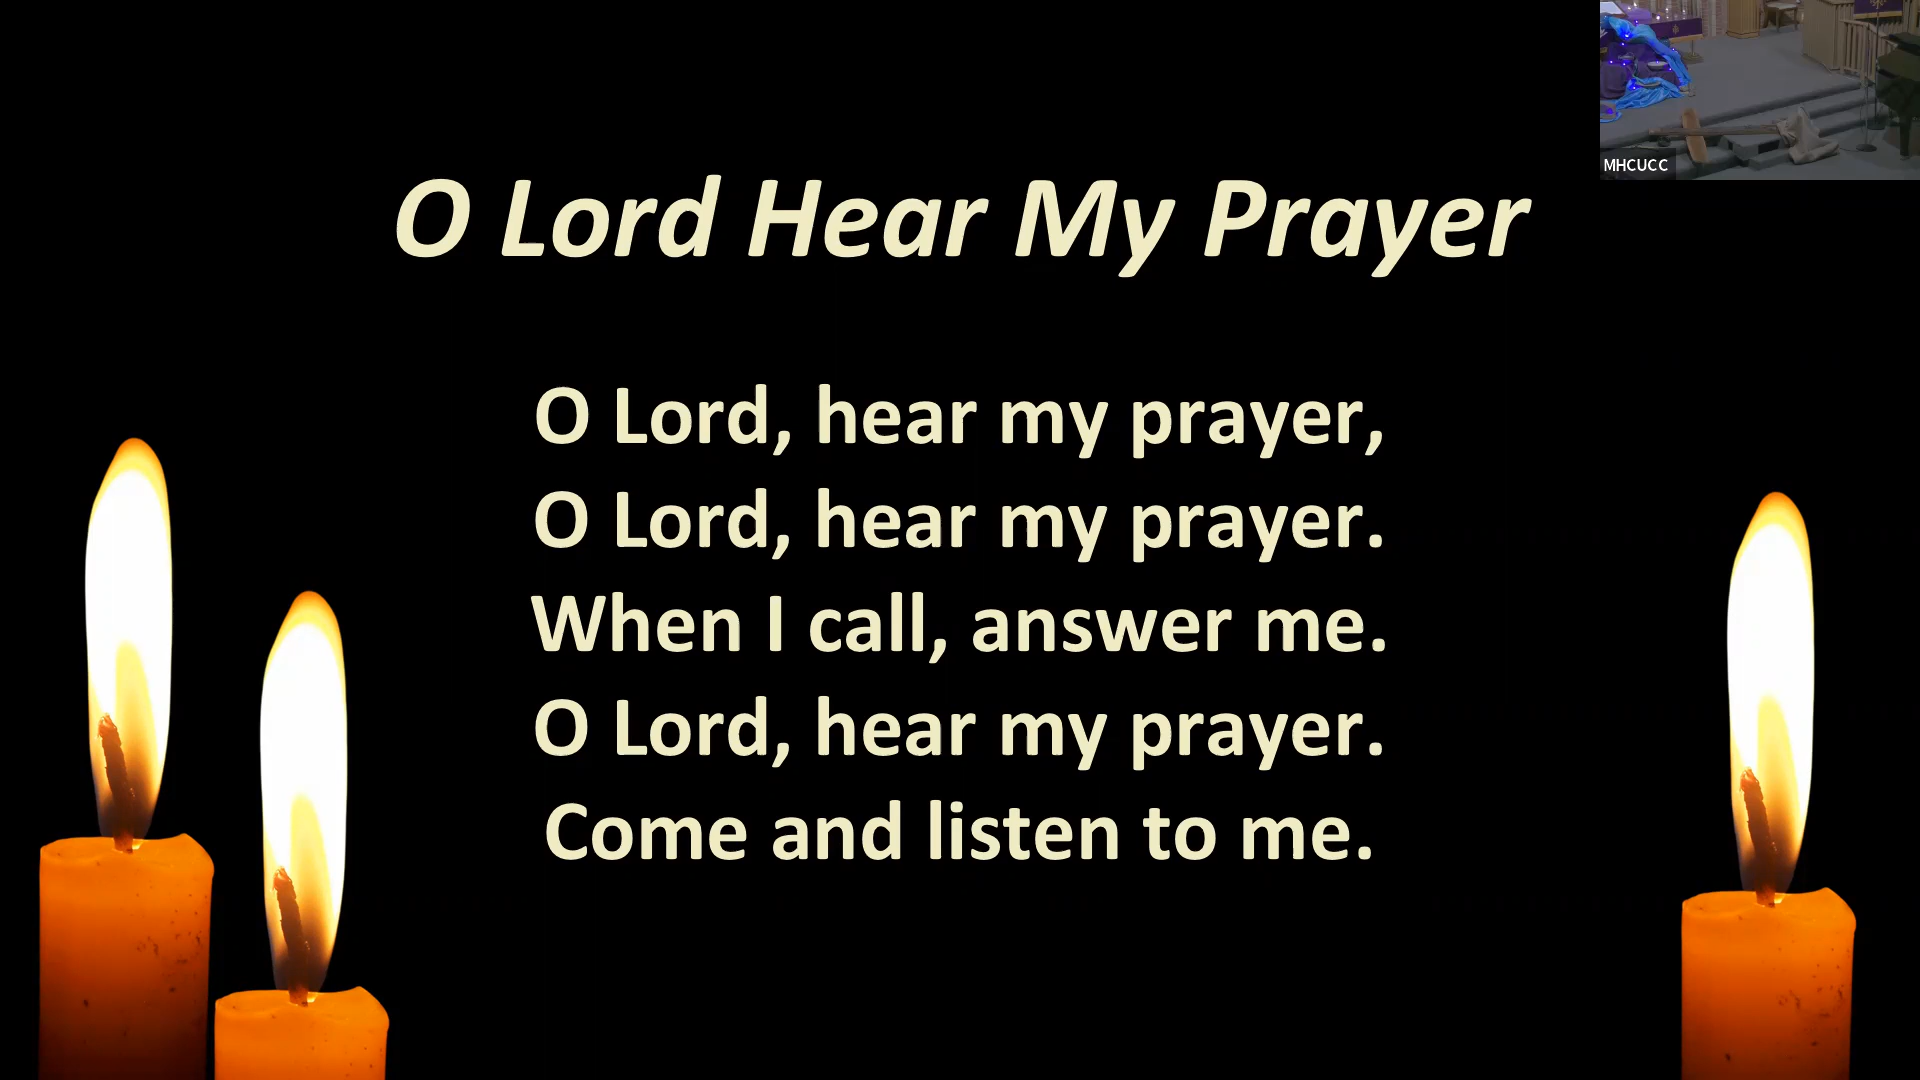 MHCUCC
O Lord Hear My Prayer
O Lord, hear my prayer,
O Lord, hear my prayer.
When I call, answer me.
O Lord, hear my prayer.
Come and listen to me.